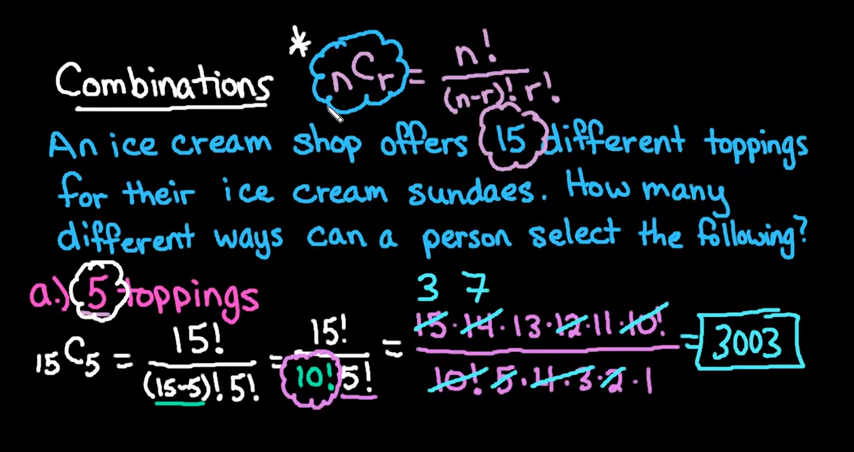 Combinations * nCr = n! / (n-r)! r!
An ice cream shop offers 15 different toppings
for their ice cream sundaes. How many
different ways can a person select the following?
a.) 5 toppings
3 7
15C5 = 15! / (15-5)! 5! = 15! / 10! 5! = 15·14·13·12·11·10! / 10!·5·4·3·2·1 = 3003